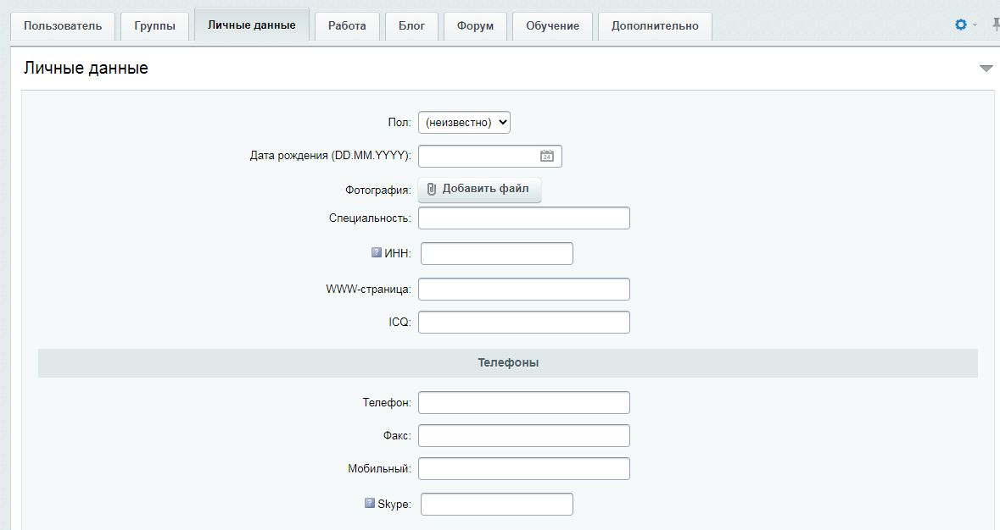 Пользователь Группы Личные данные Работа Блог Форум Обучение Дополнительно
Личные данные
Пол: (неизвестно)
Дата рождения (DD.MM.YYYY): 24
Фотография: Добавить файл
Специальность:
? ИНН:
WWW-страница:
ICQ:
Телефоны
Телефон:
Факс:
Мобильный:
? Skype: